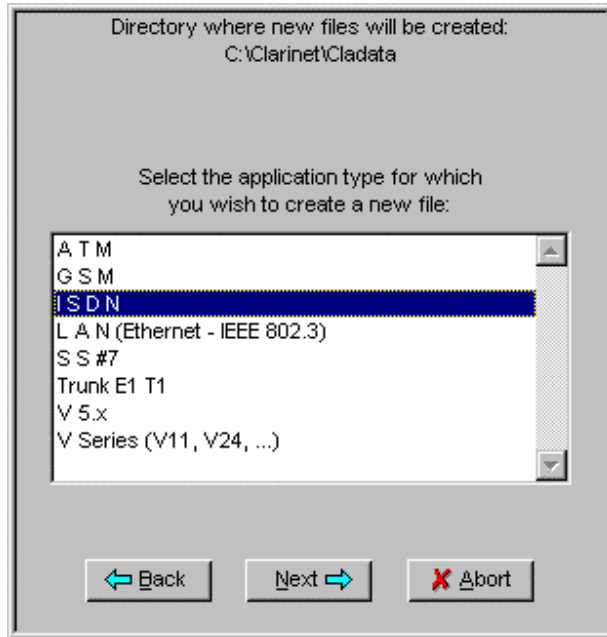 Directory where new files will be created:
C:\Clarinet\Cladata
Select the application type for which
you wish to create a new file:
A T M
G S M
I S D N
L A N (Ethernet - IEEE 802.3)
S S #7
Trunk E1 T1
V 5.x
V Series (V11, V24, ...)
Back Next Abort